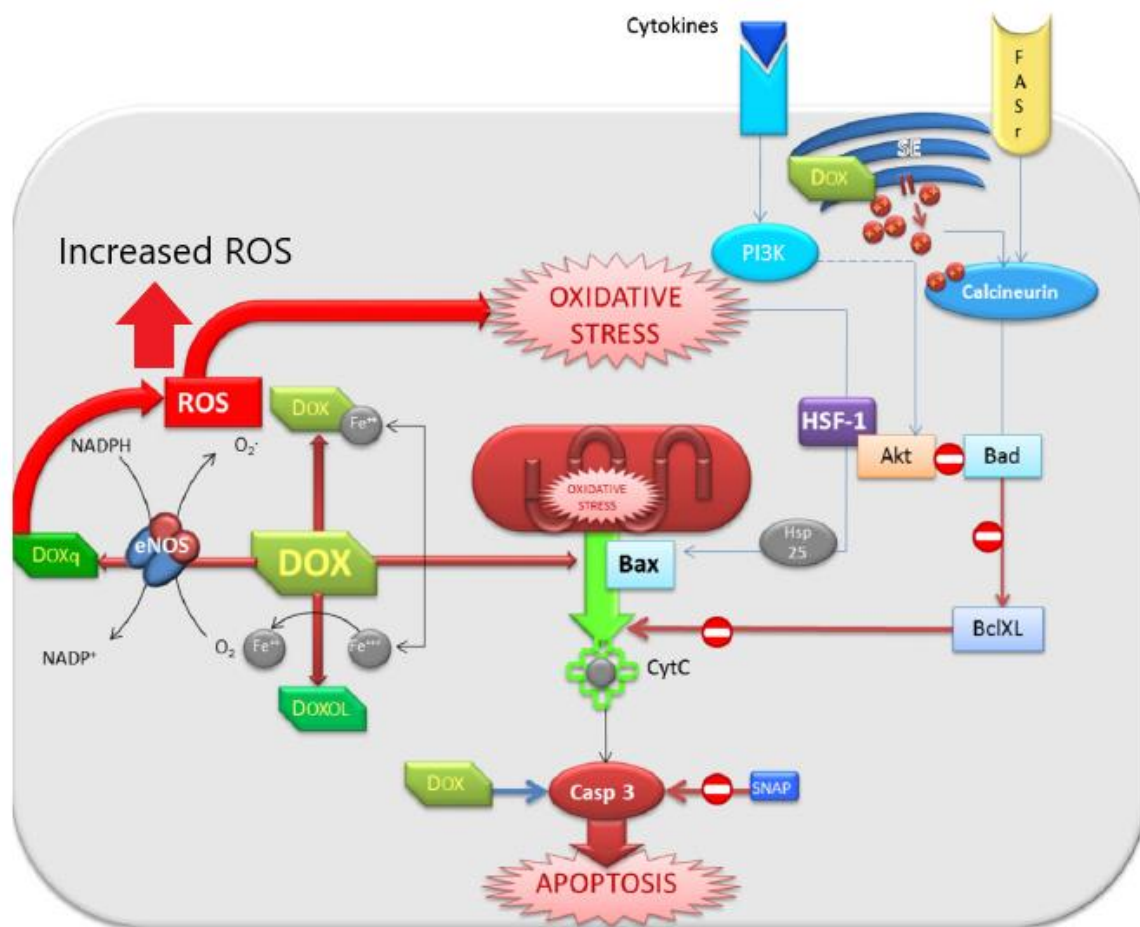 Cytokines
F
A
S
r
SE
DOX
PI3K
Calcineurin
Increased ROS
OXIDATIVE
STRESS
ROS
DOX
Fe++
NADPH
O2·
HSF-1
Akt
Bad
OXIDATIVE
STRESS
eNOS
DOXq
DOX
Hsp
25
Bax
BclXL
NADP+
O2
Fe++
Fe+++
CytC
DOXOL
DOX
Casp 3
SNAP
APOPTOSIS